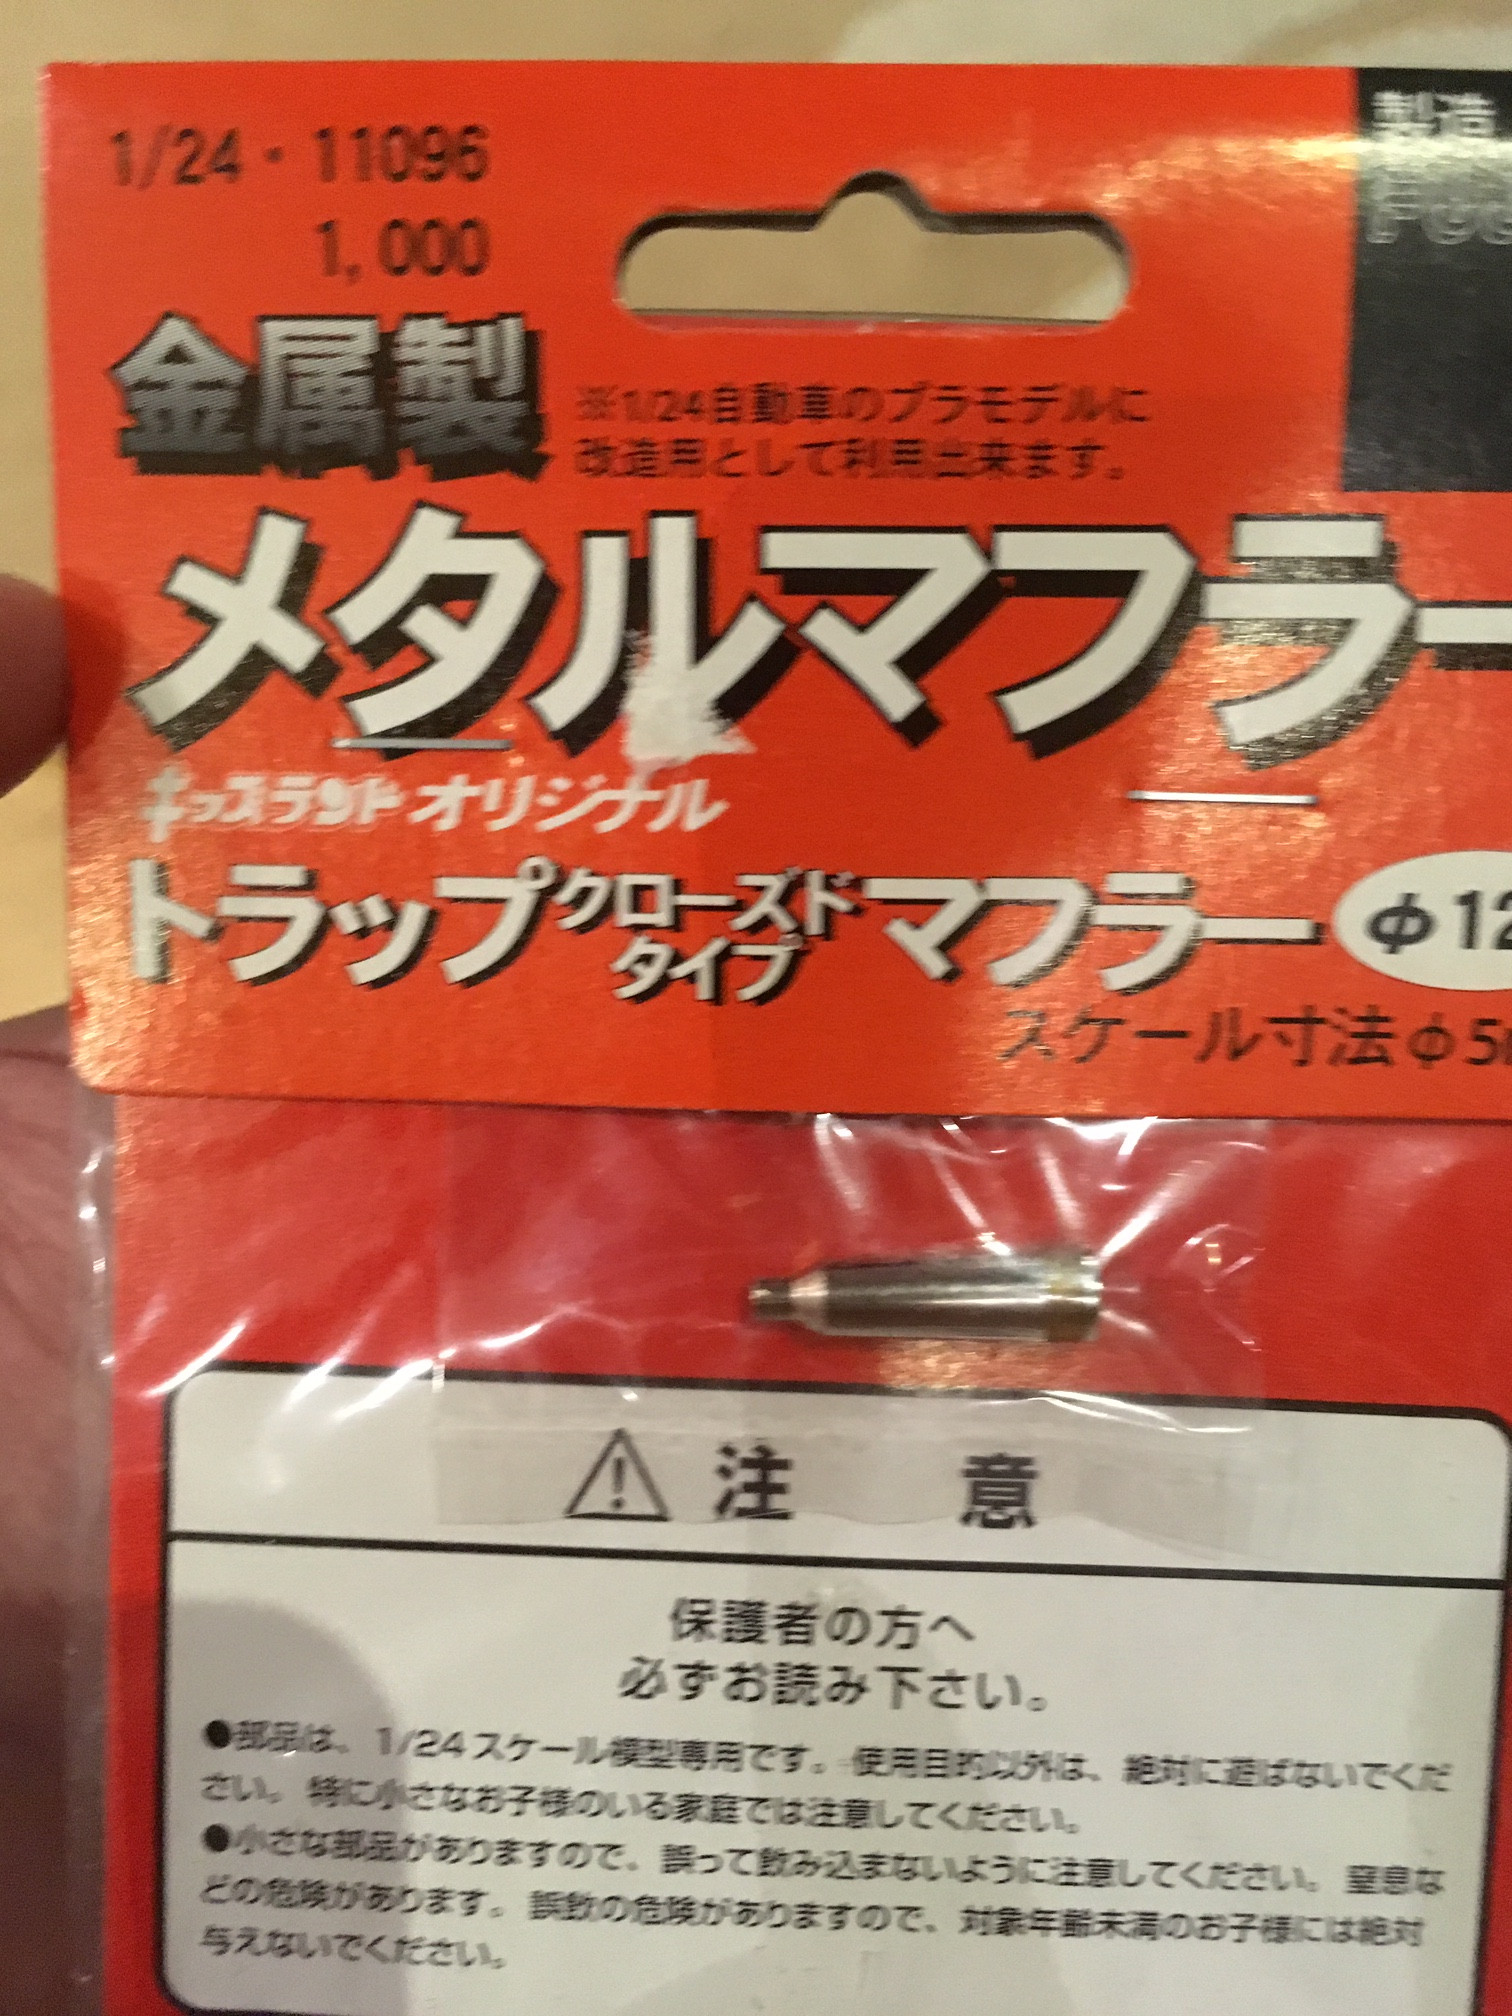 1/24・11096
1,000
製造
金属製
※1/24自動車のプラモデルに
改造用として利用出来ます。
メタルマフラー
キッズランドオリジナル
トラップクローズドタイプマフラー φ12
スケール寸法φ5
⚠ 注意
保護者の方へ
必ずお読み下さい。
●部品は、1/24スケール模型専用です。使用目的以外は、絶対に遊ばないでくだ
さい。特に小さなお子様のいる家庭では注意してください。
●小さな部品がありますので、誤って飲み込まないように注意してください。窒息な
どの危険があります。誤飲の危険がありますので、対象年齢未満のお子様には絶対
与えないでください。